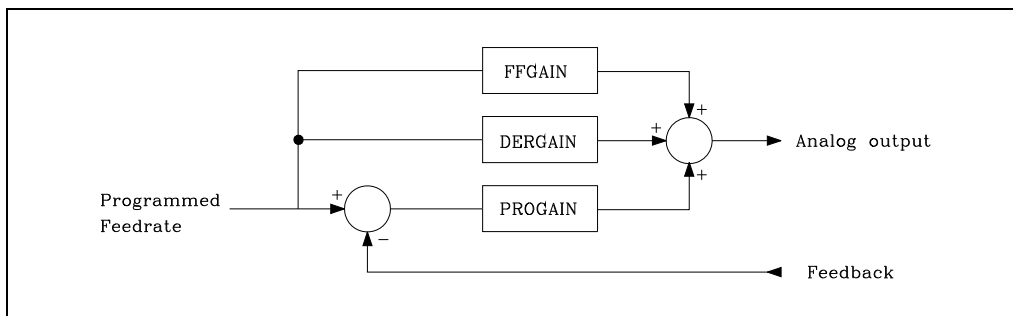 FFGAIN
+
+
DERGAIN
Analog output
+
Programmed
Feedrate
+
PROGAIN
−
Feedback